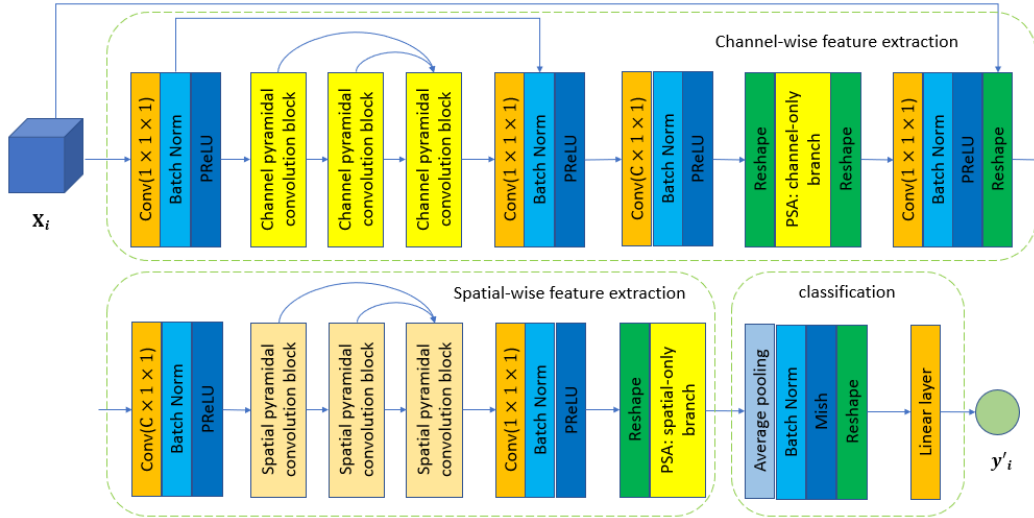 Channel-wise feature extraction
Conv(1 × 1 × 1)
Batch Norm
PReLU
Channel pyramidal
convolution block
Channel pyramidal
convolution block
Channel pyramidal
convolution block
Conv(1 × 1 × 1)
Batch Norm
PReLU
Conv(C × 1 × 1)
Batch Norm
PReLU
Reshape
PSA: channel-only
branch
Reshape
Conv(1 × 1 × 1)
Batch Norm
PReLU
Reshape
X_i
Spatial-wise feature extraction
classification
Conv(C × 1 × 1)
Batch Norm
PReLU
Spatial pyramidal
convolution block
Spatial pyramidal
convolution block
Spatial pyramidal
convolution block
Conv(1 × 1 × 1)
Batch Norm
PReLU
Reshape
PSA: spatial-only
branch
Average pooling
Batch Norm
Mish
Reshape
Linear layer
y'_i